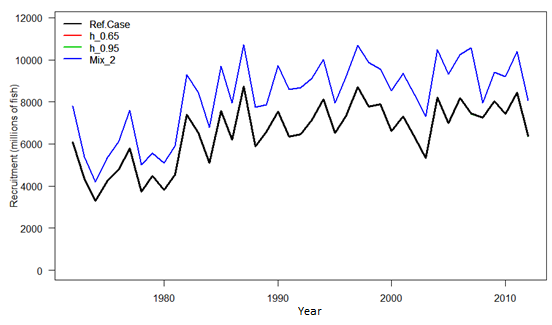 Ref.Case
h_0.65
h_0.95
Mix_2
Recruitment (millions of fish)
12000
10000
8000
6000
4000
2000
0
1980 1990 2000 2010
Year